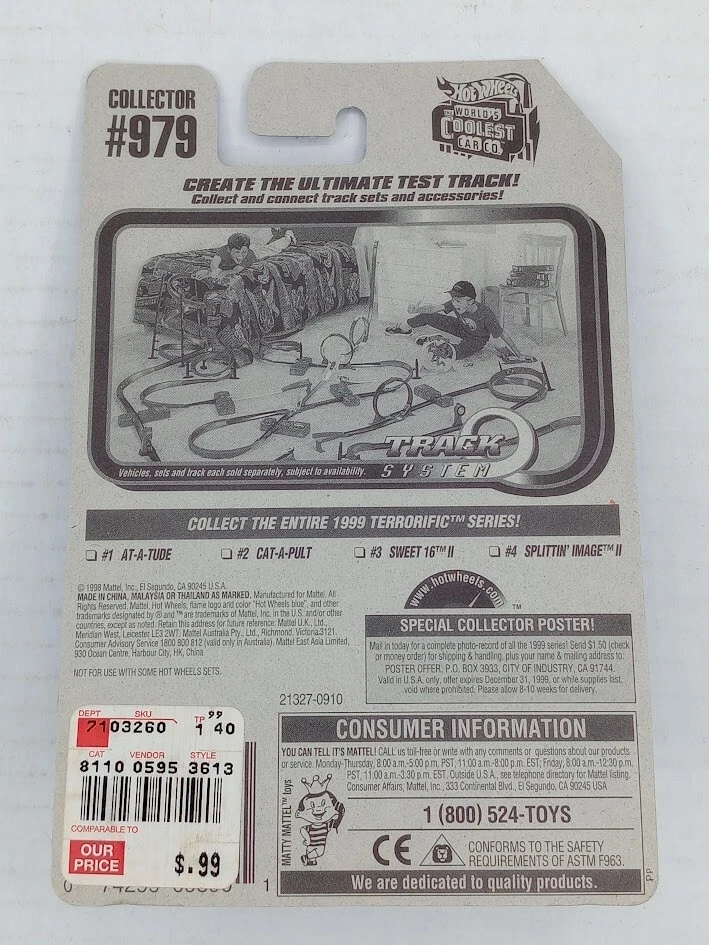 COLLECTOR
#979
HOT WHEELS
THE WORLD'S
COOLEST
CAR CO.
CREATE THE ULTIMATE TEST TRACK!
Collect and connect track sets and accessories!
TRACK
SYSTEM
Vehicles, sets and track each sold separately, subject to availability.
COLLECT THE ENTIRE 1999 TERRORIFIC™ SERIES!
#1 AT-A-TUDE #2 CAT-A-PULT #3 SWEET 16™ II #4 SPLITTIN' IMAGE™ II
© 1998 Mattel, Inc., El Segundo, CA 90245 U.S.A.
MADE IN CHINA, MALAYSIA OR THAILAND AS MARKED. Manufactured for Mattel. All
Rights Reserved. Mattel, Hot Wheels, flame logo and color "Hot Wheels blue", and other
trademarks designated by ® and ™ are trademarks of Mattel, Inc. in the U.S. and/or other
countries, except as noted. Retain this address for future reference: Mattel U.K., Ltd.,
Meridian West, Leicester LE3 2WT. Mattel Australia Pty., Ltd., Richmond, Victoria.3121.
Consumer Advisory Service 1800 800 812 (valid only in Australia). Mattel East Asia Limited,
930 Ocean Centre, Harbour City, HK, China.
NOT FOR USE WITH SOME HOT WHEELS SETS.
www.hotwheels.com
™
SPECIAL COLLECTOR POSTER!
Mail in today for a complete photo-record of all the 1999 series! Send $1.50 (check
or money order) for shipping & handling, plus your name & mailing address to:
POSTER OFFER: P.O. BOX 3933, CITY OF INDUSTRY, CA 91744.
Valid in U.S.A. only, offer expires December 31, 1999, or while supplies last,
void where prohibited. Please allow 8-10 weeks for delivery.
21327-0910
DEPT SKU TP 99
7103260 1 40
CAT VENDOR STYLE
8110 0595 3613
COMPARABLE TO
OUR
PRICE
$.99
0 1
CONSUMER INFORMATION
YOU CAN TELL IT'S MATTEL! CALL us toll-free or write with any comments or questions about our products
or service. Monday-Thursday, 8:00 a.m.-5:00 p.m. PST; 11:00 a.m.-8:00 p.m. EST; Friday, 8:00 a.m.-12:30 p.m.
PST, 11:00 a.m.-3:30 p.m. EST. Outside U.S.A., see telephone directory for Mattel listing.
Consumer Affairs, Mattel, Inc., 333 Continental Blvd., El Segundo, CA 90245 USA
MATTY MATTEL™ toys
1 (800) 524-TOYS
CE
CONFORMS TO THE SAFETY
REQUIREMENTS OF ASTM F963.
We are dedicated to quality products.
PP